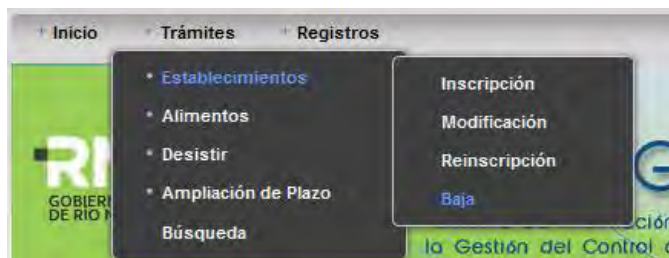 Inicio Trámites Registros
Establecimientos
Alimentos
Desistir
Ampliación de Plazo
Búsqueda
Inscripción
Modificación
Reinscripción
Baja
GOBIER
DE RÍO N
la Gestión del Control